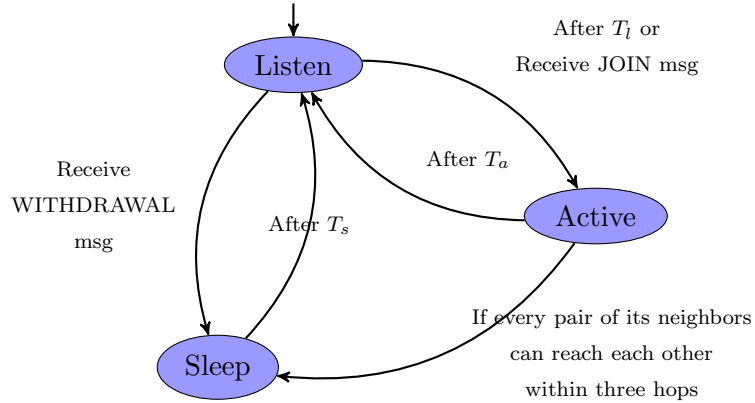 After T_l or
Receive JOIN msg
Listen
After T_a
Receive
WITHDRAWAL
msg
After T_s
Active
If every pair of its neighbors
can reach each other
within three hops
Sleep